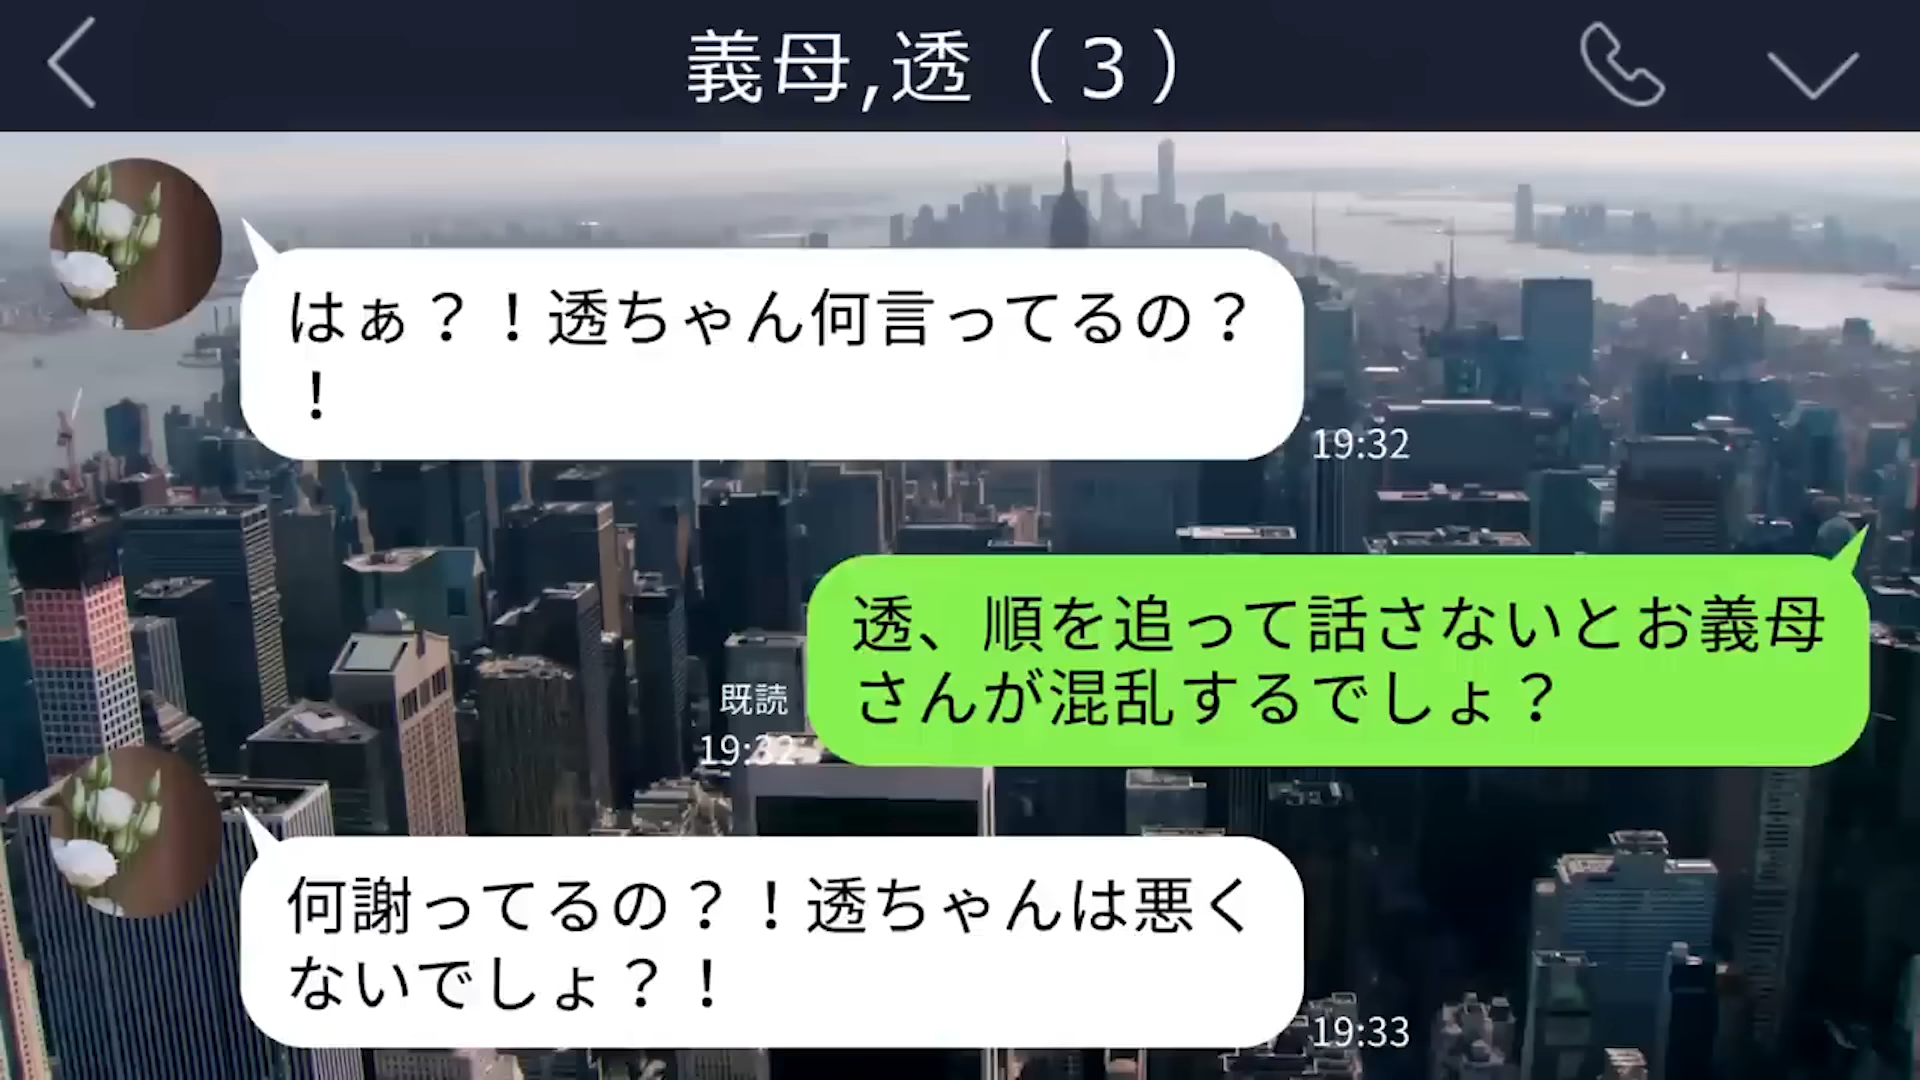 義母,透（３）
はぁ？！透ちゃん何言ってるの？
！
19:32
透、順を追って話さないとお義母
さんが混乱するでしょ？
既読
19:32
何謝ってるの？！透ちゃんは悪く
ないでしょ？！
19:33